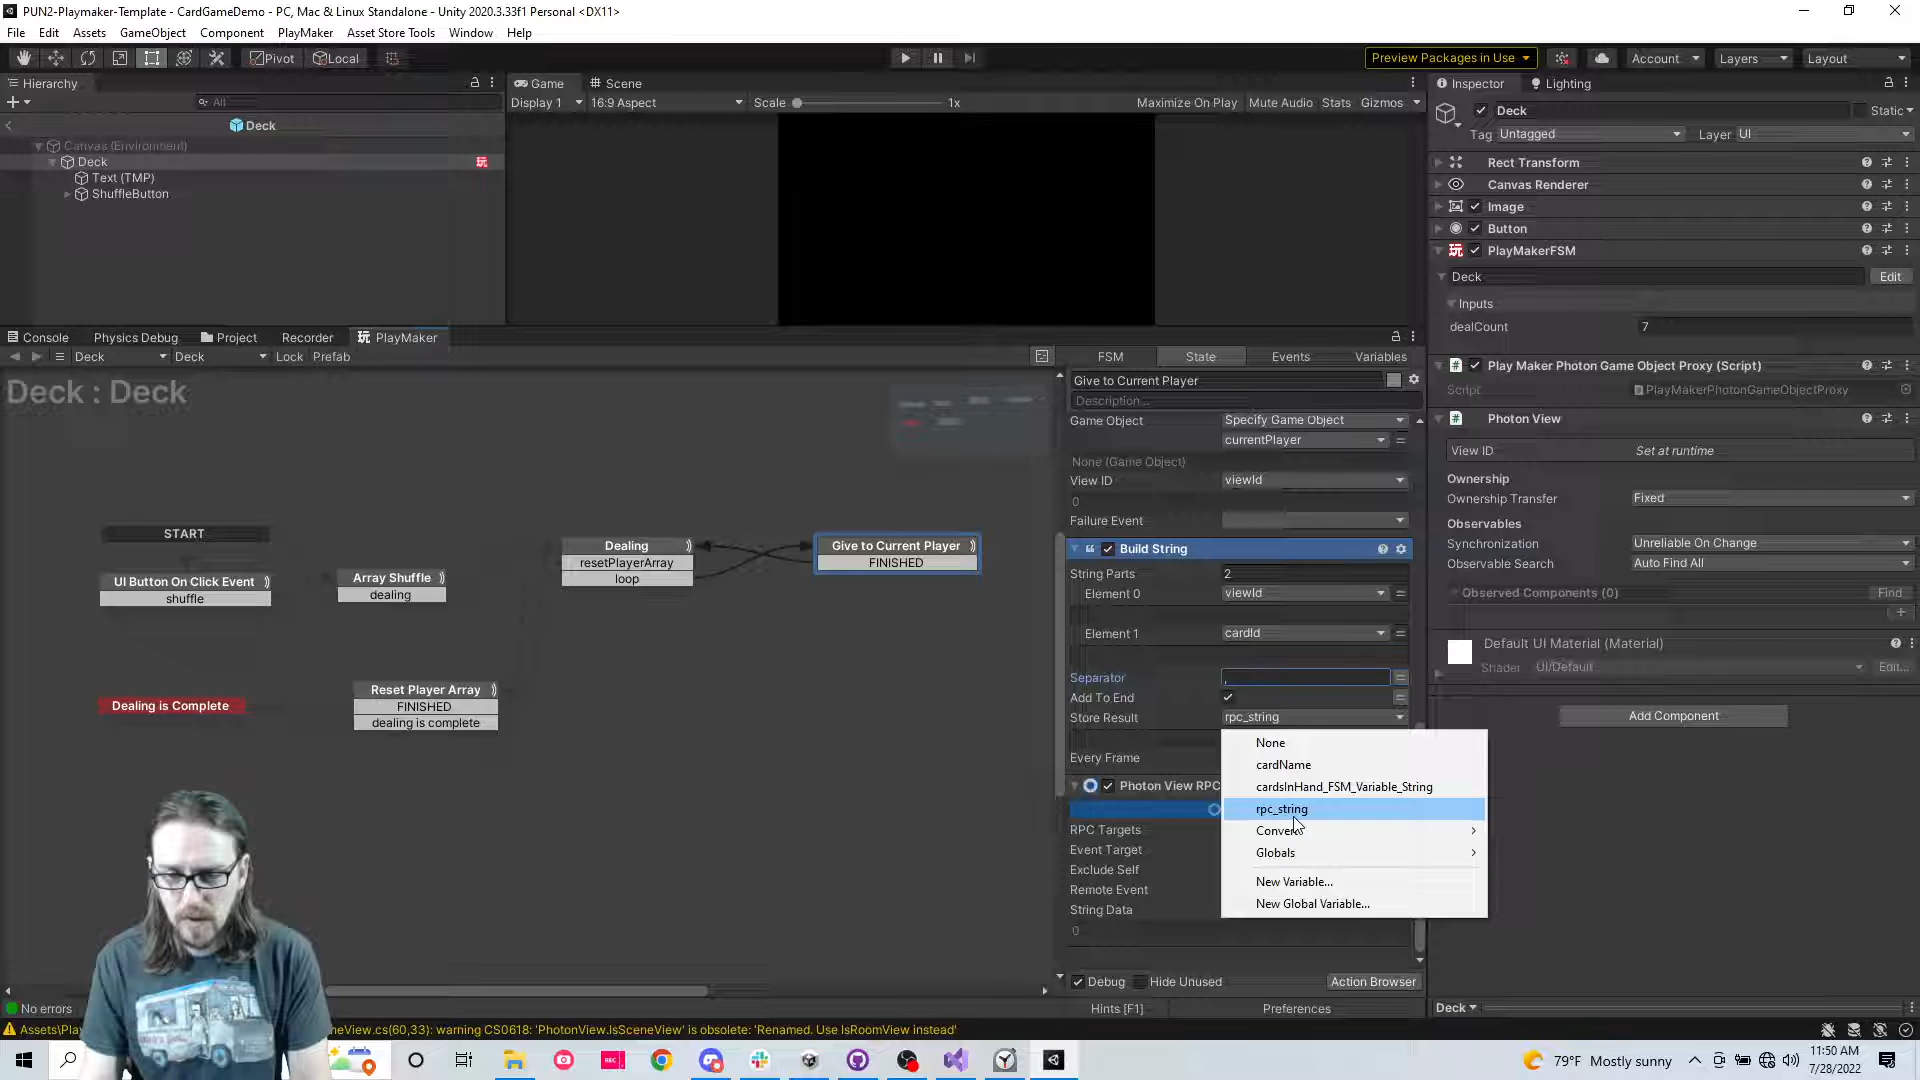 PUN2-Playmaker-Template - CardGameDemo - PC, Mac & Linux Standalone - Unity 2020.3.33f1 Personal <DX11>
File Edit Assets GameObject Component PlayMaker Asset Store Tools Window Help
Pivot Local Preview Packages in Use Account Layers Layout
Hierarchy Game Scene Inspector Lighting
All Display 1 16:9 Aspect Scale 1x Maximize On Play Mute Audio Stats Gizmos
Deck
Canvas (Environment)
Deck
Text (TMP)
ShuffleButton
Deck Static
Tag Untagged Layer UI
Rect Transform
Canvas Renderer
Image
Button
PlayMakerFSM
Deck Edit
Inputs
dealCount 7
Play Maker Photon Game Object Proxy (Script)
Script PlayMakerPhotonGameObjectProxy
Photon View
View ID Set at runtime
Ownership
Ownership Transfer Fixed
Observables
Synchronization Unreliable On Change
Observable Search Auto Find All
Observed Components (0) Find
Default UI Material (Material)
Shader UI/Default Edit...
Add Component
Console Physics Debug Project Recorder PlayMaker
Deck Deck Lock Prefab
Deck : Deck
START
UI Button On Click Event
shuffle
Array Shuffle
dealing
Dealing
resetPlayerArray
loop
Give to Current Player
FINISHED
Dealing is Complete
Reset Player Array
FINISHED
dealing is complete
FSM State Events Variables
Give to Current Player
Description...
Game Object Specify Game Object
currentPlayer
None (Game Object)
View ID viewId
0
Failure Event
Build String
String Parts 2
Element 0 viewId
Element 1 cardId
Separator ,
Add To End
Store Result rpc_string
Every Frame
Photon View RPC
RPC Targets
Event Target
Exclude Self
Remote Event
String Data
0
None
cardName
cardsInHand_FSM_Variable_String
rpc_string
Convert
Globals
New Variable...
New Global Variable...
Debug Hide Unused Action Browser
No errors Hints [F1] Preferences Deck
Assets\Play
meView.cs(60,33): warning CS0618: 'PhotonView.IsSceneView' is obsolete: 'Renamed. Use IsRoomView instead'
REC
79°F Mostly sunny
11:50 AM
7/28/2022